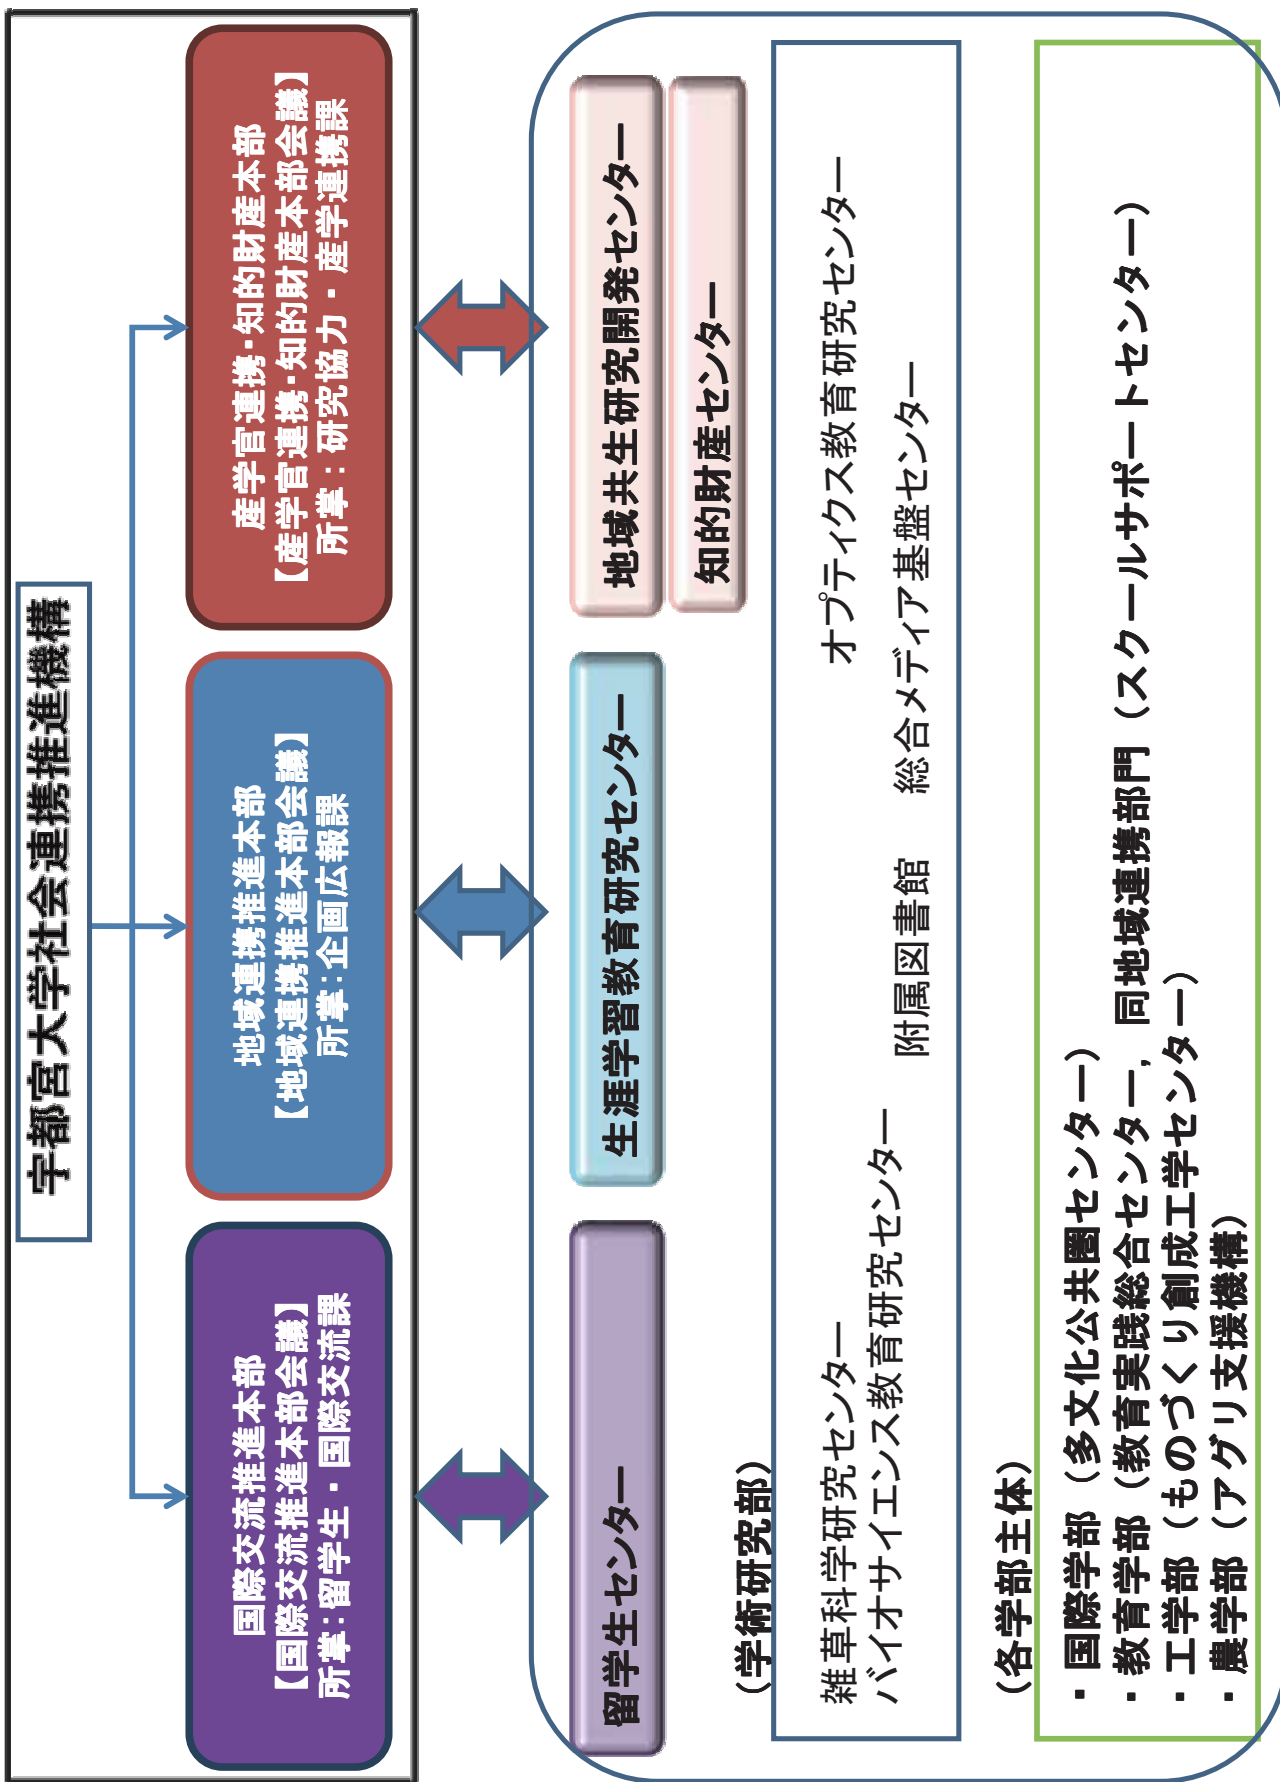 宇都宮大学社会連携推進機構
国際交流推進本部
【国際交流推進本部会議】
所掌:留学生・国際交流課
地域連携推進本部
【地域連携推進本部会議】
所掌:企画広報課
産学官連携・知的財産本部
【産学官連携・知的財産本部会議】
所掌:研究協力・産学連携課
留学生センター
生涯学習教育研究センター
地域共生研究開発センター
知的財産センター
(学術研究部)
雑草科学研究センター オプティクス教育研究センター
バイオサイエンス教育研究センター
附属図書館 総合メディア基盤センター
(各学部主体)
・国際学部(多文化公共圏センター)
・教育学部(教育実践総合センター,同地域連携部門(スクールサポートセンター)
・工学部(ものづくり創成工学センター)
・農学部(アグリ支援機構)